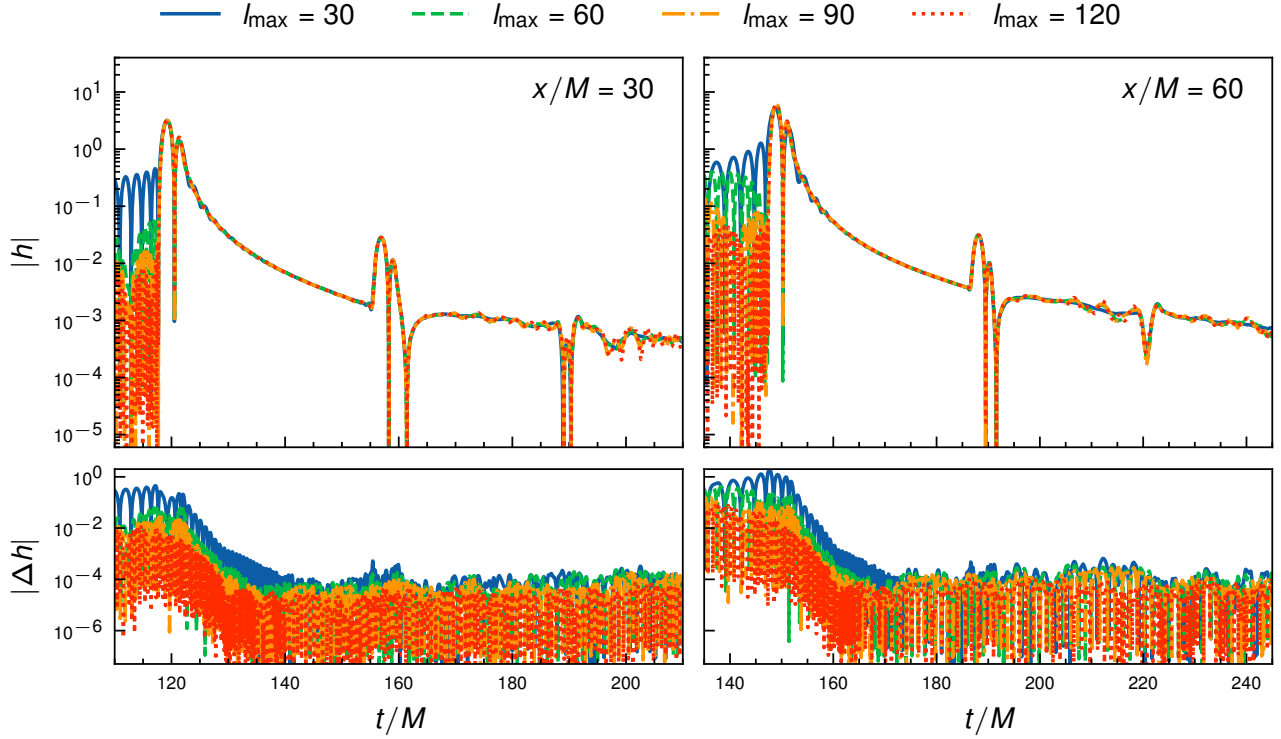 l_max = 30 l_max = 60 l_max = 90 l_max = 120
x/M = 30 x/M = 60
|h|
10^1
10^0
10^−1
10^−2
10^−3
10^−4
10^−5
|Δh|
10^0
10^−2
10^−4
10^−6
120 140 160 180 200 140 160 180 200 220 240
t/M t/M